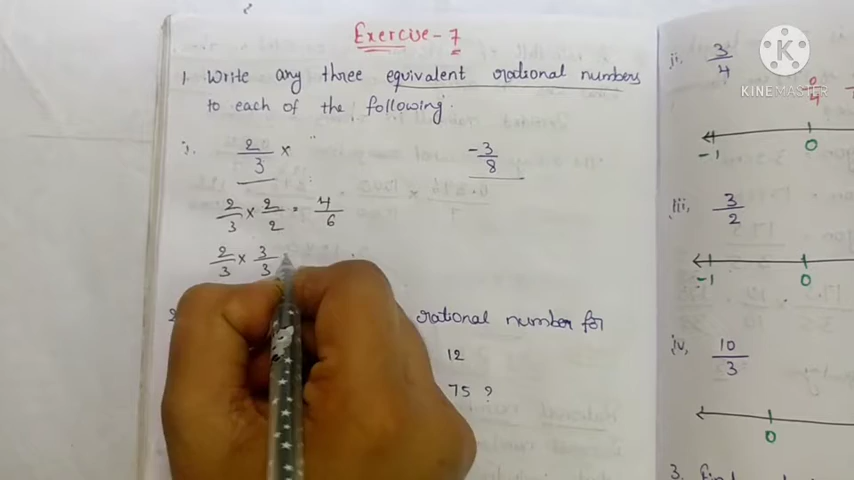 Exercise-7
1. Write any three equivalent rational numbers
to each of the following.
i. 2/3 × -3/8
2/3 × 2/2 = 4/6
2/3 × 3/3
rational number for
12
75 ?
ii. 3/4
KINEMASTER
0/4
-1 0
iii. 3/2
-1 0
iv, 10/3
0
3.